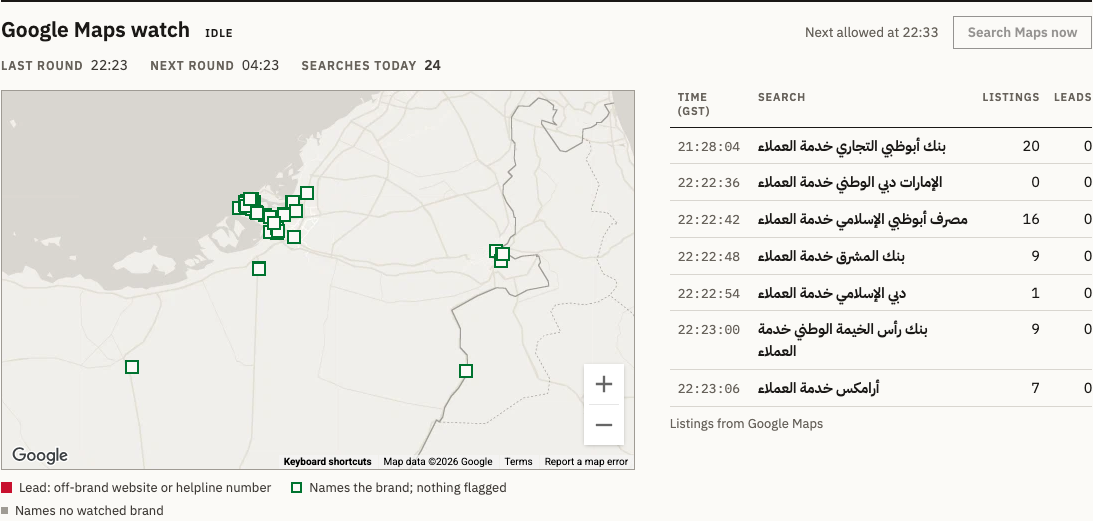 Google Maps watch IDLE
Next allowed at 22:33 Search Maps now
LAST ROUND 22:23 NEXT ROUND 04:23 SEARCHES TODAY 24
TIME (GST) SEARCH LISTINGS LEADS
21:28:04 بنك أبوظبي التجاري خدمة العملاء 20 0
22:22:36 الإمارات دبي الوطني خدمة العملاء 0 0
22:22:42 مصرف أبوظبي الإسلامي خدمة العملاء 16 0
22:22:48 بنك المشرق خدمة العملاء 9 0
22:22:54 دبي الإسلامي خدمة العملاء 1 0
22:23:00 بنك رأس الخيمة الوطني خدمة 9 0
العملاء
22:23:06 أرامكس خدمة العملاء 7 0
Listings from Google Maps
+
−
Google
Keyboard shortcuts Map data ©2026 Google Terms Report a map error
Lead: off-brand website or helpline number Names the brand; nothing flagged
Names no watched brand